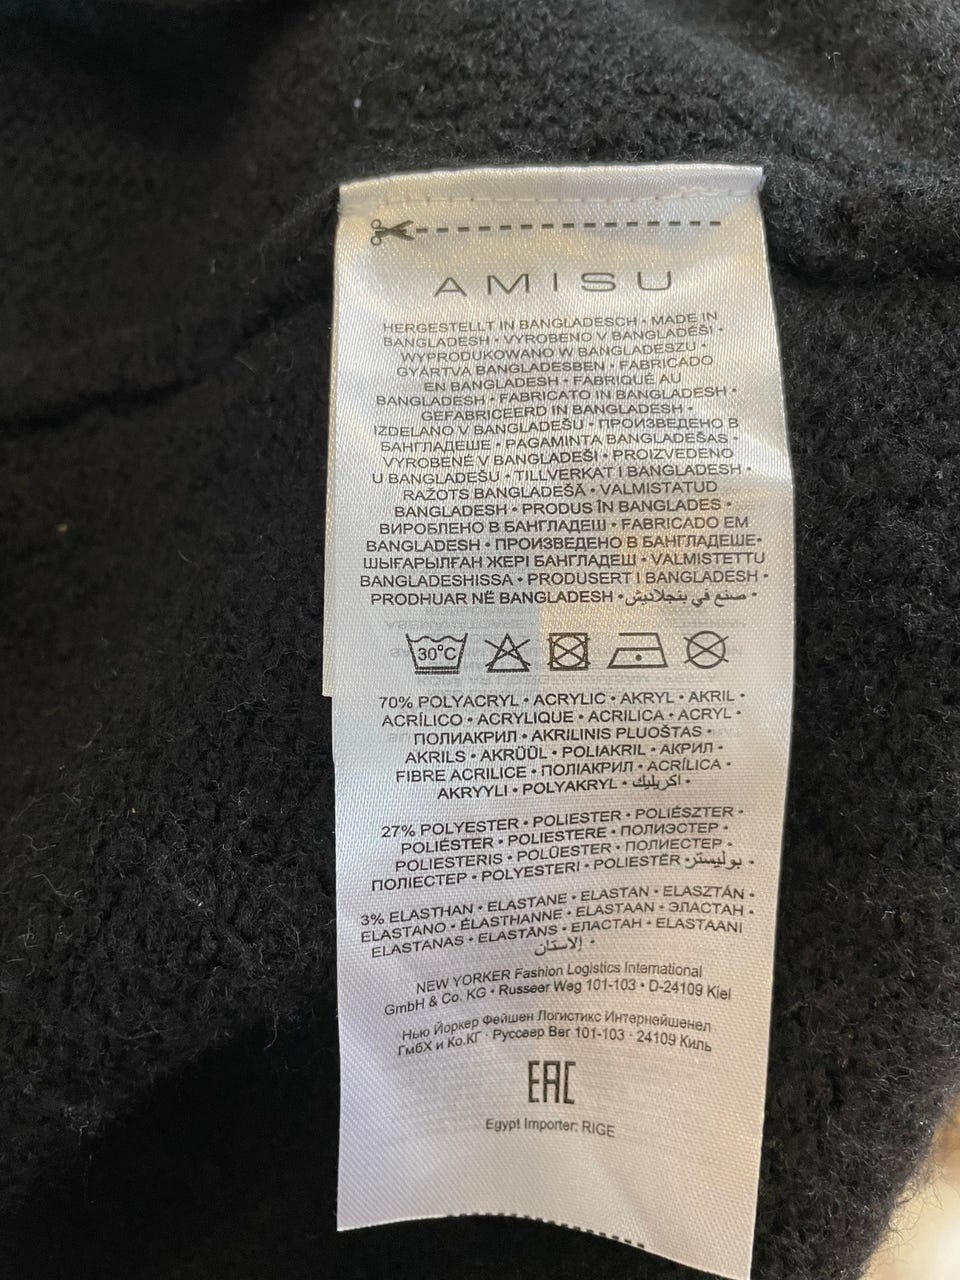 AMISU
HERGESTELLT IN BANGLADESCH • MADE IN
BANGLADESH • VYROBENO V BANGLADÉŠI •
WYPRODUKOWANO W BANGLADESZU •
GYÁRTVA BANGLADESBEN • FABRICADO
EN BANGLADESH • FABRIQUÉ AU
BANGLADESH • FABRICATO IN BANGLADESH •
GEFABRICEERD IN BANGLADESH •
IZDELANO V BANGLADEŠU • ПРОИЗВЕДЕНО В
БАНГЛАДЕШЕ • PAGAMINTA BANGLADEŠAS •
VYROBENÉ V BANGLADÉŠI • PROIZVEDENO
U BANGLADEŠU • TILLVERKAT I BANGLADESH •
RAŽOTS BANGLADEŠĀ • VALMISTATUD
BANGLADESH • PRODUS ÎN BANGLADES •
ВИРОБЛЕНО В БАНГЛАДЕШ • FABRICADO EM
BANGLADESH • ПРОИЗВЕДЕНО В БАНГЛАДЕШЕ•
ШЫҒАРЫЛҒАН ЖЕРІ БАНГЛАДЕШ • VALMISTETTU
BANGLADESHISSA • PRODUSERT I BANGLADESH •
PRODHUAR NË BANGLADESH • صنع في بنجلاديش •
30°C
70% POLYACRYL • ACRYLIC • AKRYL • AKRIL •
ACRÍLICO • ACRYLIQUE • ACRILICA • ACRYL •
ПОЛИАКРИЛ • AKRILINIS PLUOŠTAS •
AKRILS • AKRÜÜL • POLIAKRIL • АКРИЛ •
FIBRE ACRILICE • ПОЛІАКРИЛ • ACRÍLICA •
AKRYYLI • POLYAKRYL • اكريليك •
27% POLYESTER • POLIESTER • POLIÉSZTER •
POLIÉSTER • POLIESTERE • ПОЛИЭСТЕР •
POLIESTERIS • POLÜESTER • ПОЛИЕСТЕР •
ПОЛІЕСТЕР • POLYESTERI • POLIESTËR • بوليستر •
3% ELASTHAN • ELASTANE • ELASTAN • ELASZTÁN •
ELASTANO • ÉLASTHANNE • ELASTAAN • ЭЛАСТАН •
ELASTANAS • ELASTĀNS • ЕЛАСТАН • ELASTAANI
الإستان •
NEW YORKER Fashion Logistics International
GmbH & Co. KG • Russeer Weg 101-103 • D-24109 Kiel
Нью Йоркер Фейшен Логистикс Интернейшенел
ГмбХ и Ко.КГ · Руссеер Вег 101-103 · 24109 Киль
EAC
Egypt Importer: RIGE